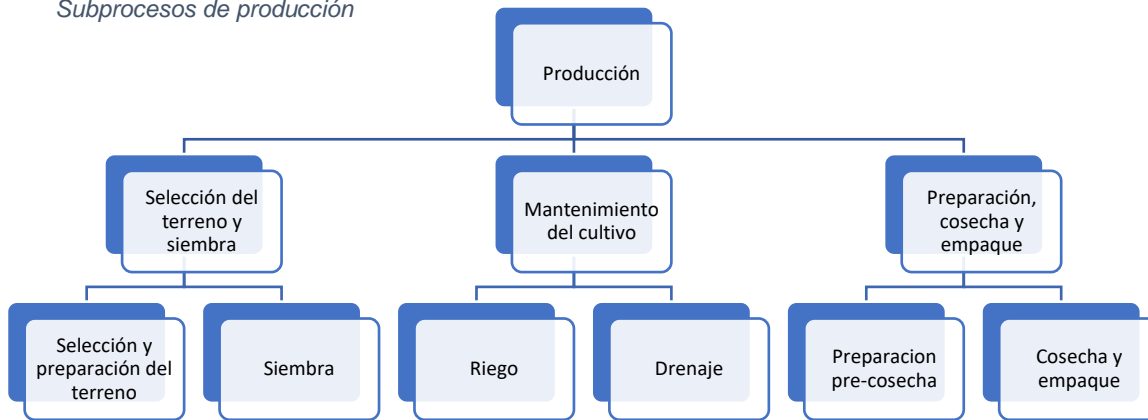 Subprocesos de producción
Producción
Selección del
terreno y
siembra
Mantenimiento
del cultivo
Preparación,
cosecha y
empaque
Selección y
preparación del
terreno
Siembra
Riego
Drenaje
Preparacion
pre-cosecha
Cosecha y
empaque